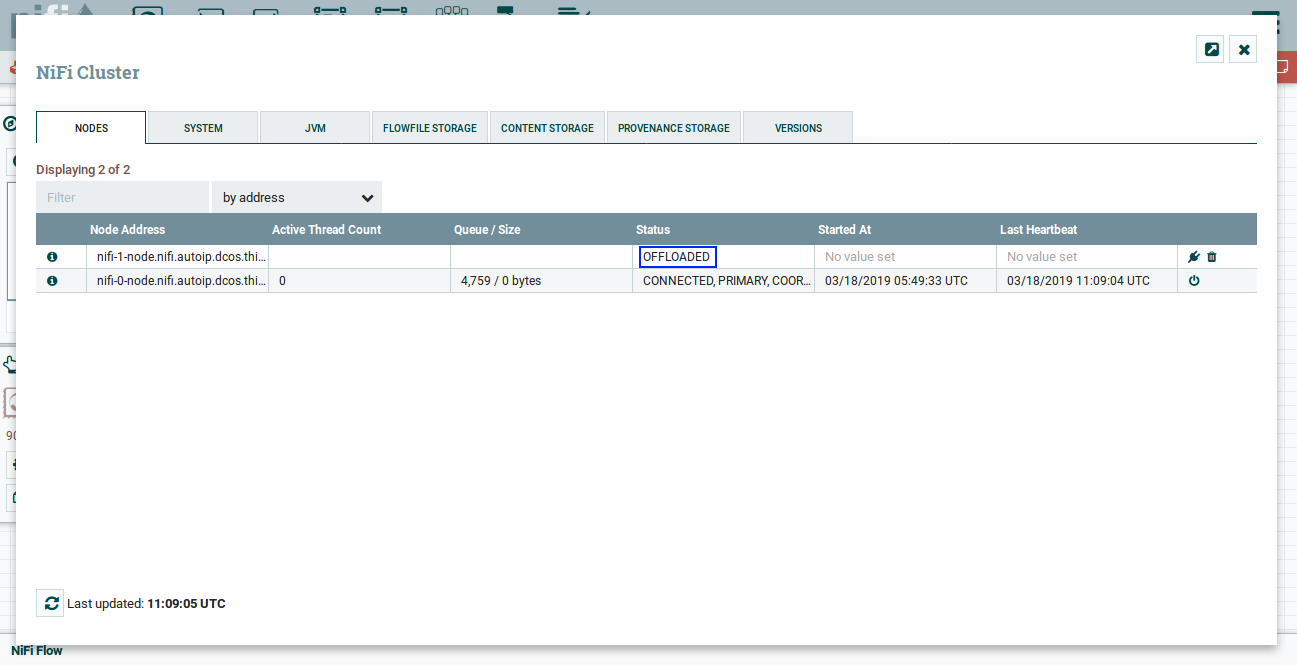 NiFi Cluster
NODES SYSTEM JVM FLOWFILE STORAGE CONTENT STORAGE PROVENANCE STORAGE VERSIONS
Displaying 2 of 2
Filter by address
Node Address Active Thread Count Queue / Size Status Started At Last Heartbeat
nifi-1-node.nifi.autoip.dcos.thi... OFFLOADED No value set No value set
nifi-0-node.nifi.autoip.dcos.thi... 0 4,759 / 0 bytes CONNECTED, PRIMARY, COOR... 03/18/2019 05:49:33 UTC 03/18/2019 11:09:04 UTC
Last updated: 11:09:05 UTC
NiFi Flow